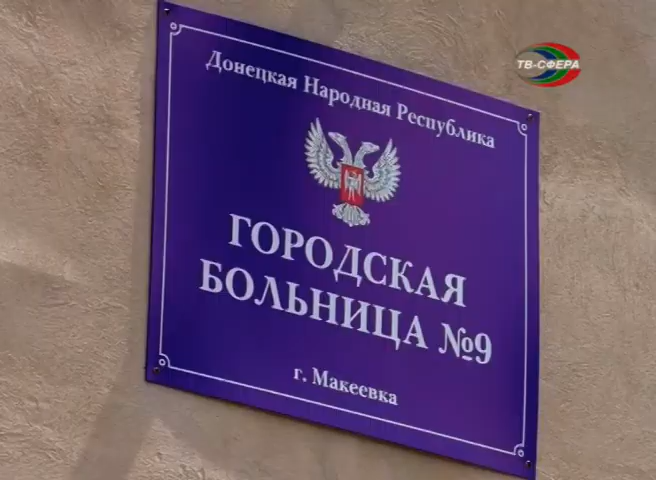 ТВ-СФЕРА
Донецкая Народная Республика
ГОРОДСКАЯ
БОЛЬНИЦА №9
г. Макеевка